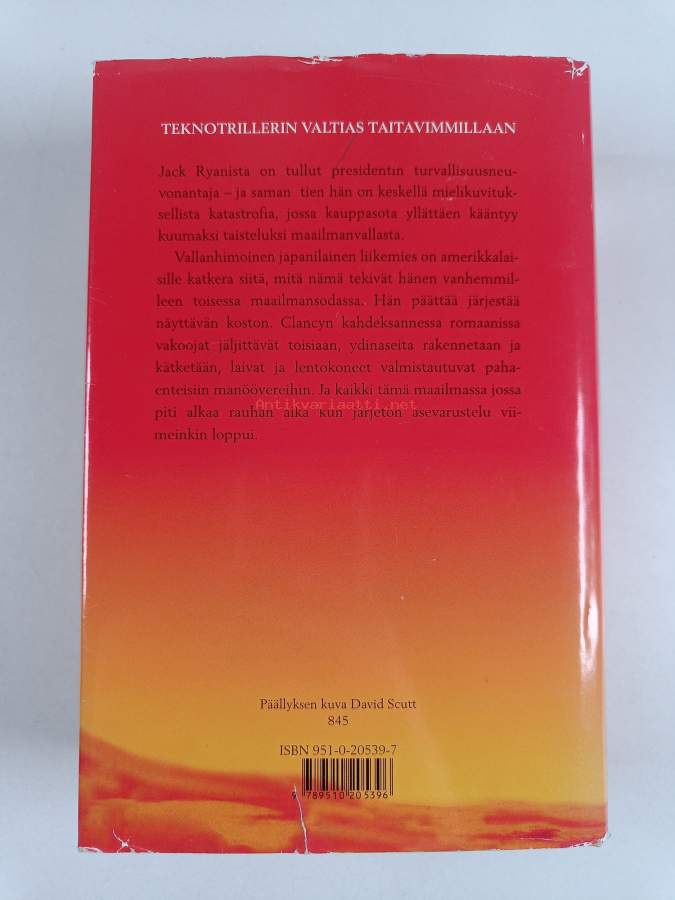 TEKNOTRILLERIN VALTIAS TAITAVIMMILLAAN
Jack Ryanista on tullut presidentin turvallisuusneu-
vonantaja – ja saman tien hän on keskellä mielikuvituk-
sellista katastrofia, jossa kauppasota yllättäen kääntyy
kuumaksi taisteluksi maailmanvallasta.
Vallanhimoinen japanilainen liikemies on amerikkalai-
sille katkera siitä, mitä nämä tekivät hänen vanhemmil-
leen toisessa maailmansodassa. Hän päättää järjestää
näyttävän koston. Clancyn kahdeksannessa romaanissa
vakoojat jäljittävät toisiaan, ydinaseita rakennetaan ja
kätketään, laivat ja lentokoneet valmistautuvat paha-
enteisiin manöövereihin. Ja kaikki tämä maailmassa jossa
Antikvariaatti.net
piti alkaa rauhan aika kun järjetön asevarustelu vii-
meinkin loppui.
Päällyksen kuva David Scutt
845
ISBN 951-0-20539-7
9 789510 205396